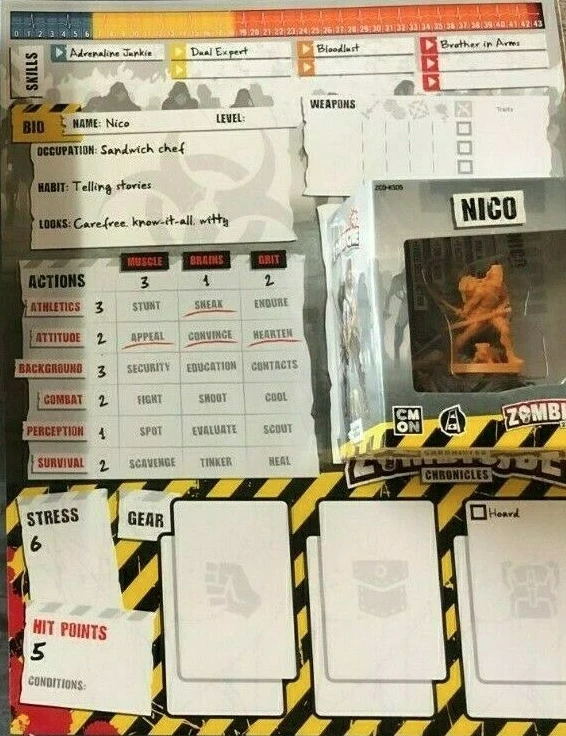 0 1 2 3 4 5 6
19 20 21 22 23 24 25 26 27 28 29 30 31 32 33 34 35 36 37 38 39 40 41 42 43
SKILLS
Adrenaline Junkie
Dual Expert
Bloodlust
Brother in Arms
BIO
NAME: Nico
LEVEL:
OCCUPATION: Sandwich chef
HABIT: Telling stories
LOOKS: Carefree, know-it-all, witty
WEAPONS
Traits
NICO
CMON
ZOMBI
CHRONICLES
MUSCLE BRAINS GRIT
ACTIONS 3 1 2
ATHLETICS 3 STUNT SNEAK ENDURE
ATTITUDE 2 APPEAL CONVINCE HEARTEN
BACKGROUND 3 SECURITY EDUCATION CONTACTS
COMBAT 2 FIGHT SHOOT COOL
PERCEPTION 1 SPOT EVALUATE SCOUT
SURVIVAL 2 SCAVENGE TINKER HEAL
STRESS
6
GEAR
Hoard
HIT POINTS
5
CONDITIONS: